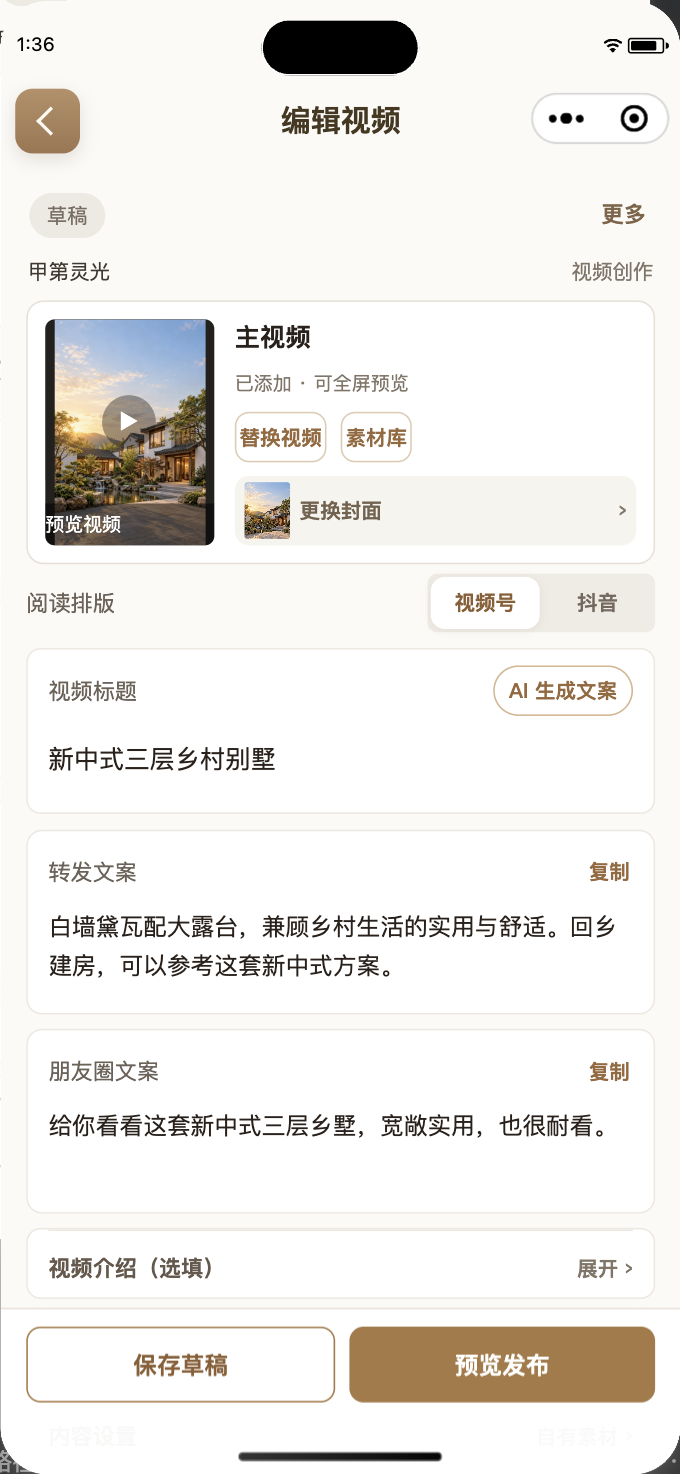 1:36
编辑视频
草稿
更多
甲第灵光
视频创作
主视频
已添加 · 可全屏预览
替换视频
素材库
预览视频
更换封面
阅读排版
视频号
抖音
视频标题
AI 生成文案
新中式三层乡村别墅
转发文案
复制
白墙黛瓦配大露台，兼顾乡村生活的实用与舒适。回乡
建房，可以参考这套新中式方案。
朋友圈文案
复制
给你看看这套新中式三层乡墅，宽敞实用，也很耐看。
视频介绍（选填）
展开
保存草稿
预览发布
内容设置
自有素材